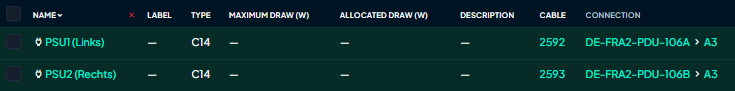 NAME LABEL TYPE MAXIMUM DRAW (W) ALLOCATED DRAW (W) DESCRIPTION CABLE CONNECTION
PSU1 (Links) — C14 — — — 2592 DE-FRA2-PDU-106A > A3
PSU2 (Rechts) — C14 — — — 2593 DE-FRA2-PDU-106B > A3